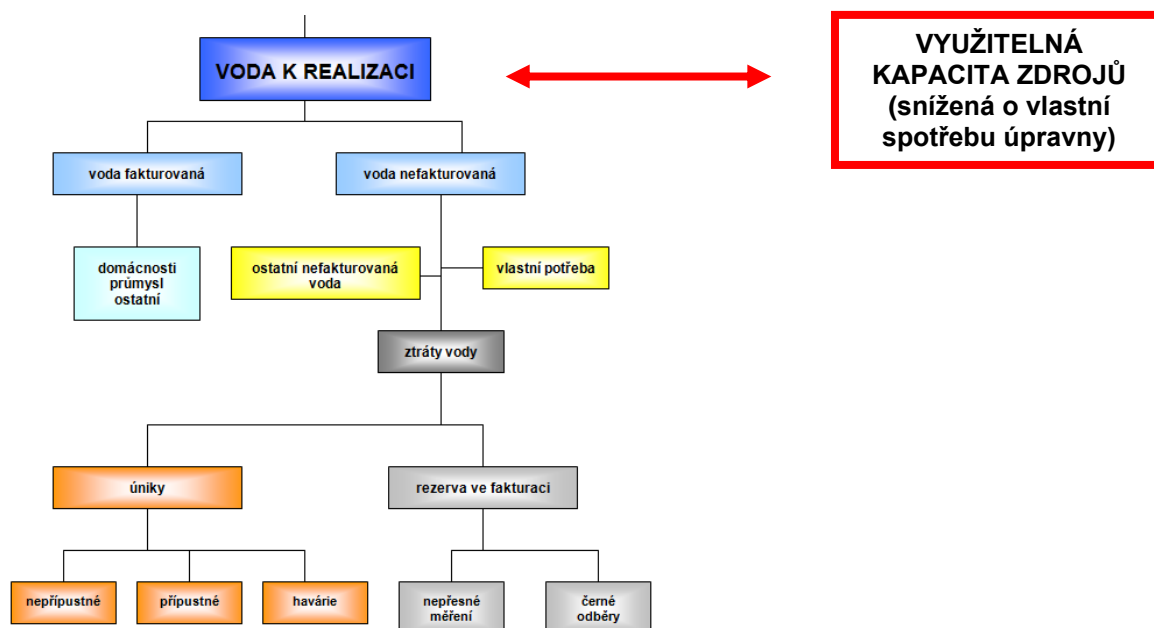 VODA K REALIZACI
VYUŽITELNÁ
KAPACITA ZDROJŮ
(snížená o vlastní
spotřebu úpravny)
voda fakturovaná
voda nefakturovaná
domácnosti
průmysl
ostatní
ostatní nefakturovaná
voda
vlastní potřeba
ztráty vody
úniky
rezerva ve fakturaci
nepřípustné
přípustné
havárie
nepřesné
měření
černé
odběry